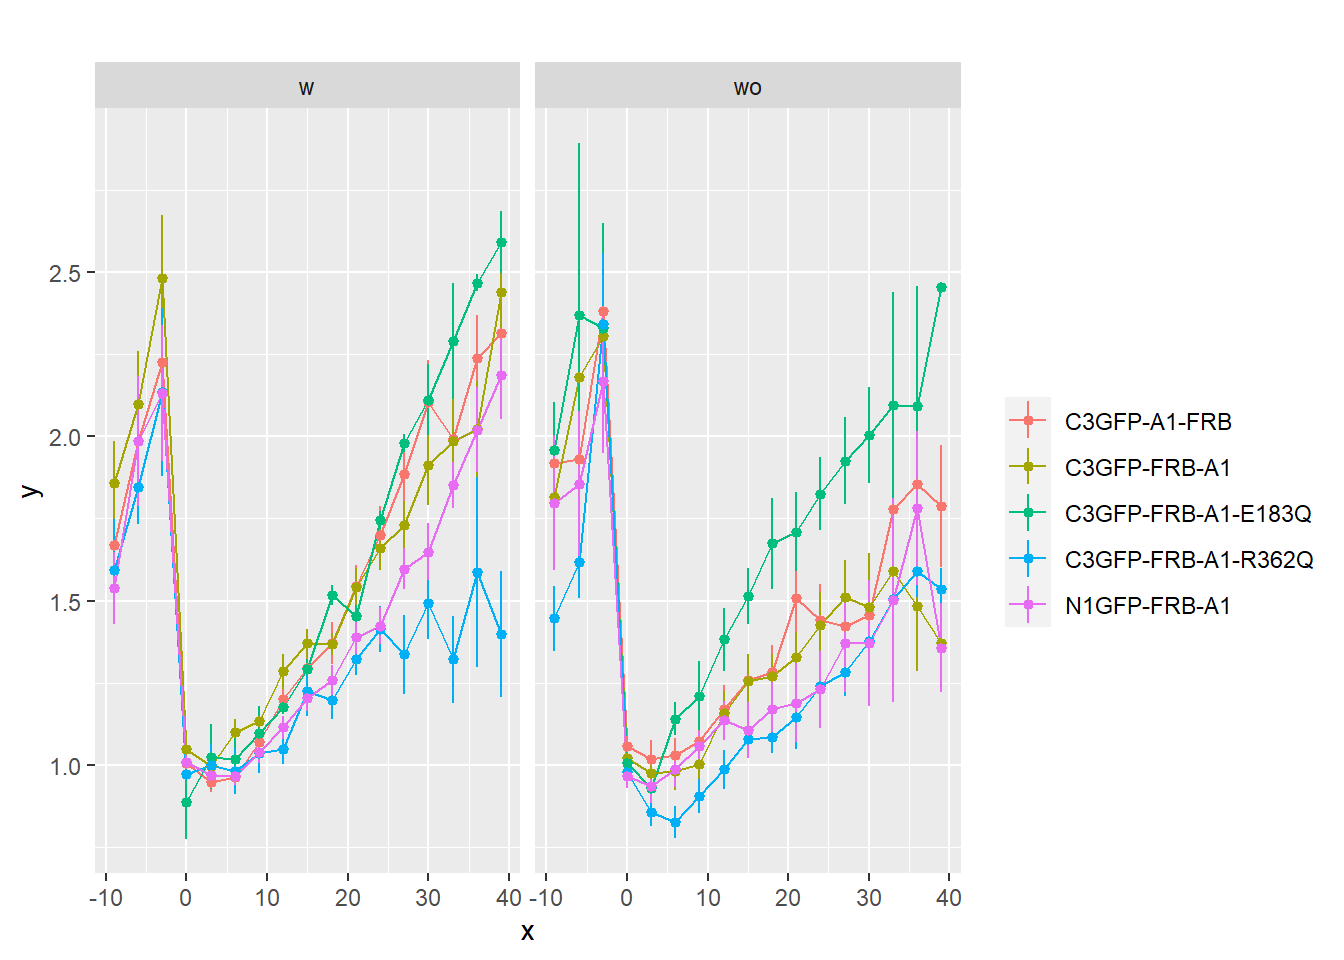 w
wo
2.5
2.0
1.5
1.0
y
-10 0 10 20 30 40
-10 0 10 20 30 40
x
C3GFP-A1-FRB
C3GFP-FRB-A1
C3GFP-FRB-A1-E183Q
C3GFP-FRB-A1-R362Q
N1GFP-FRB-A1